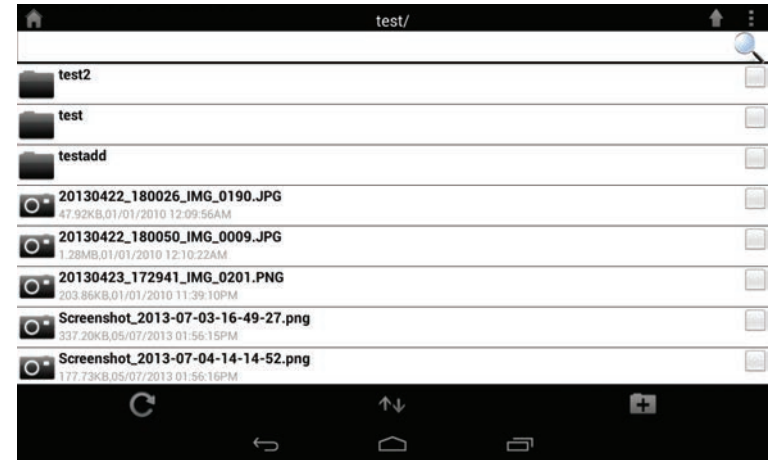 test/
test2
test
testadd
20130422_180026_IMG_0190.JPG
47.92KB,01/01/2010 12:09:56AM
20130422_180050_IMG_0009.JPG
1.28MB,01/01/2010 12:10:22AM
20130423_172941_IMG_0201.PNG
203.86KB,01/01/2010 11:39:10PM
Screenshot_2013-07-03-16-49-27.png
337.20KB,05/07/2013 01:56:15PM
Screenshot_2013-07-04-14-14-52.png
177.73KB,05/07/2013 01:56:16PM